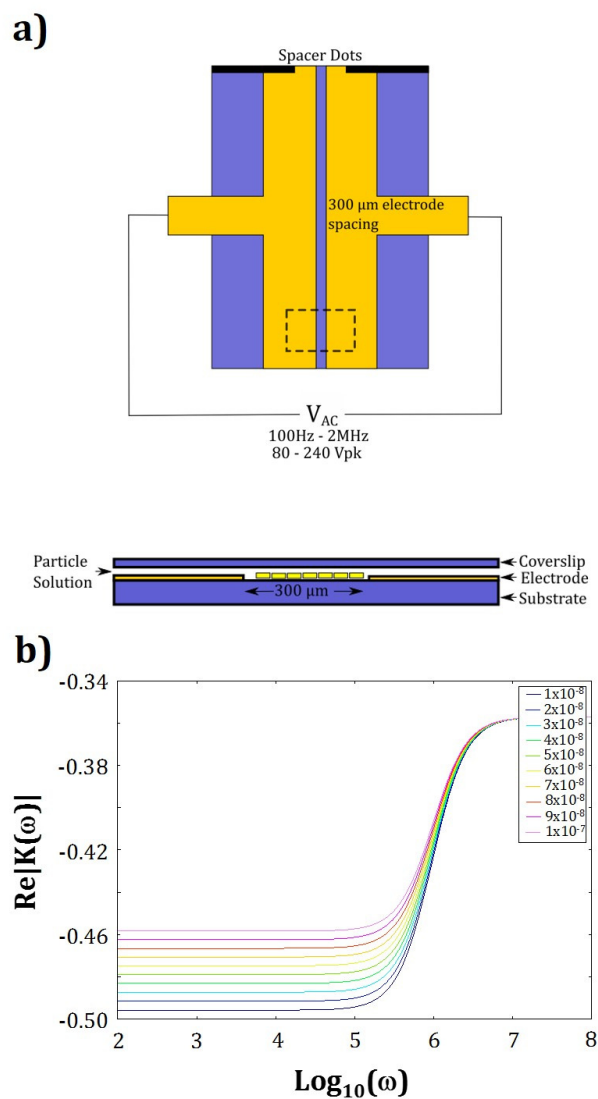 a)
Spacer Dots
300 μm electrode
spacing
V_AC
100Hz - 2MHz
80 - 240 Vpk
Particle
Solution
300 μm
Coverslip
Electrode
Substrate
b)
-0.34
-0.38
-0.42
-0.46
-0.50
Re|K(ω)|
1x10⁻⁸
2x10⁻⁸
3x10⁻⁸
4x10⁻⁸
5x10⁻⁸
6x10⁻⁸
7x10⁻⁸
8x10⁻⁸
9x10⁻⁸
1x10⁻⁷
2 3 4 5 6 7 8
Log₁₀(ω)